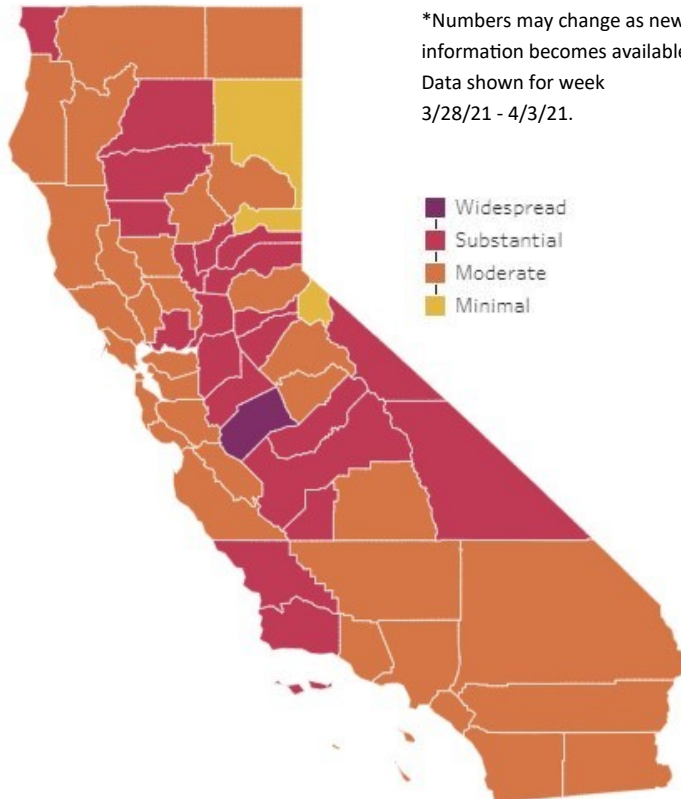 *Numbers may change as new
information becomes available
Data shown for week
3/28/21 - 4/3/21.
Widespread
Substantial
Moderate
Minimal